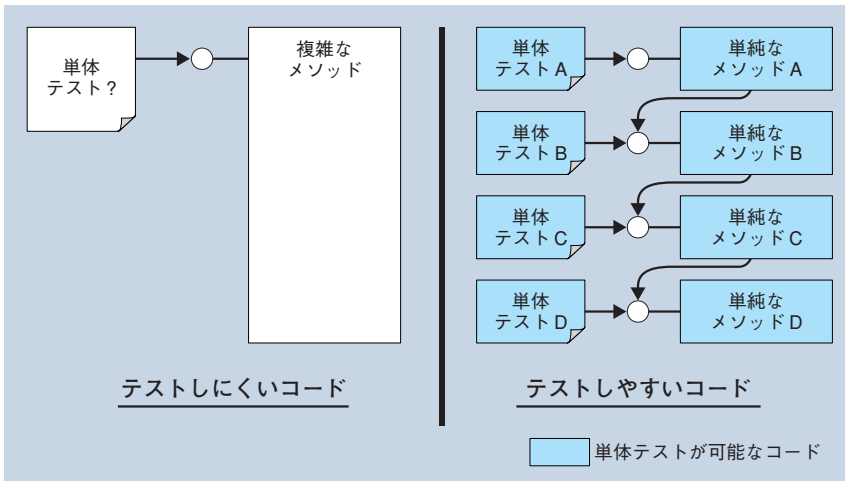 単体
テスト?
複雑な
メソッド
テストしにくいコード
単体
テストA
単純な
メソッドA
単体
テストB
単純な
メソッドB
単体
テストC
単純な
メソッドC
単体
テストD
単純な
メソッドD
テストしやすいコード
単体テストが可能なコード